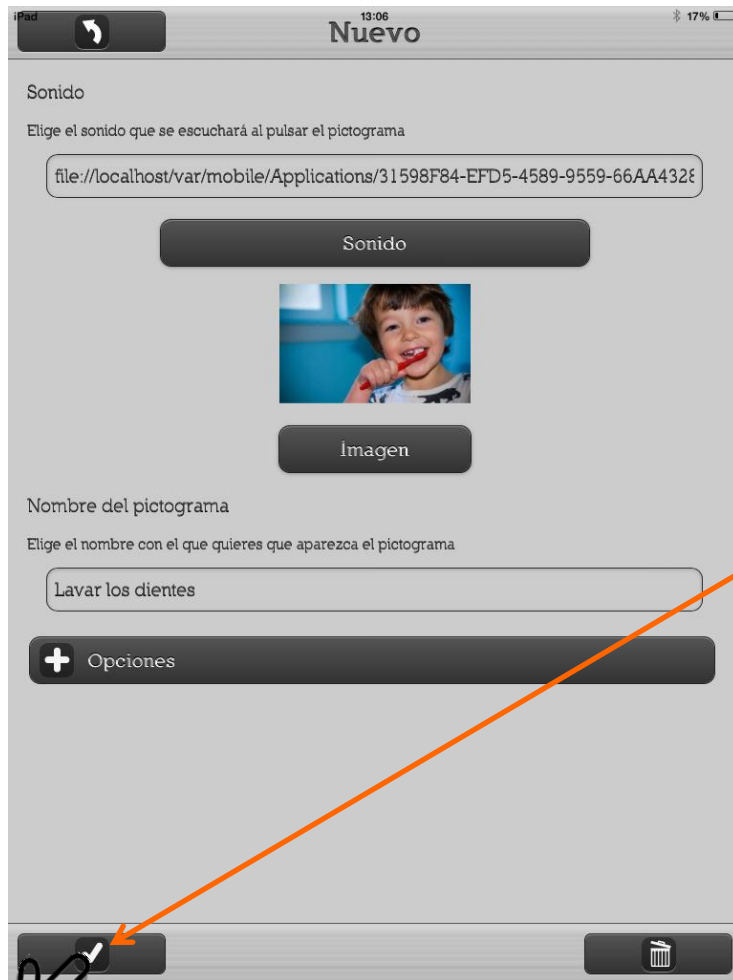 iPad
13:06
17%
Nuevo
Sonido
Elige el sonido que se escuchará al pulsar el pictograma
file://localhost/var/mobile/Applications/31598F84-EFD5-4589-9559-66AA4328
Sonido
Imagen
Nombre del pictograma
Elige el nombre con el que quieres que aparezca el pictograma
Lavar los dientes
Opciones